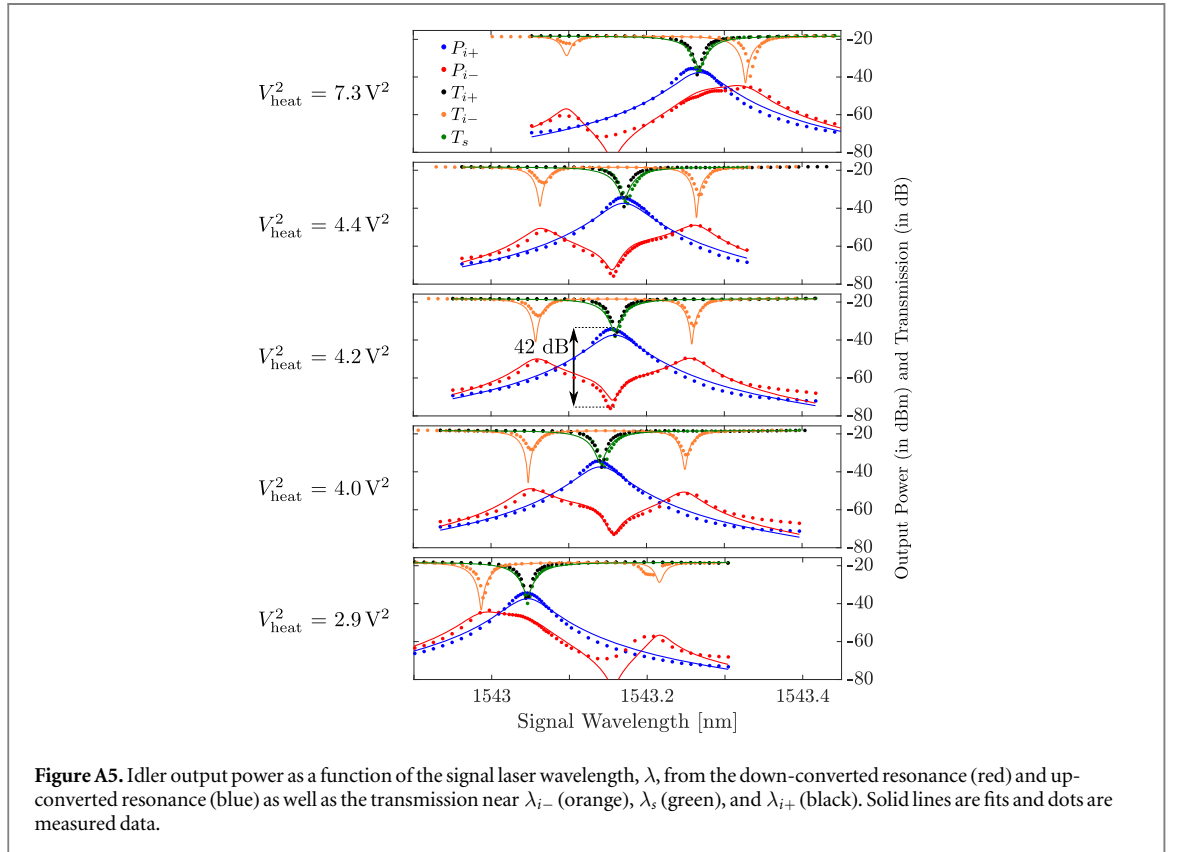 V²heat = 7.3 V²
P_{i+}
P_{i−}
T_{i+}
T_{i−}
T_s
-20
-40
-60
-80
V²heat = 4.4 V²
-20
-40
-60
-80
V²heat = 4.2 V²
42 dB
-20
-40
-60
-80
V²heat = 4.0 V²
-20
-40
-60
-80
V²heat = 2.9 V²
-20
-40
-60
-80
Output Power (in dBm) and Transmission (in dB)
1543 1543.2 1543.4
Signal Wavelength [nm]
Figure A5. Idler output power as a function of the signal laser wavelength, λ, from the down-converted resonance (red) and up-
converted resonance (blue) as well as the transmission near λ_{i−} (orange), λ_s (green), and λ_{i+} (black). Solid lines are fits and dots are
measured data.